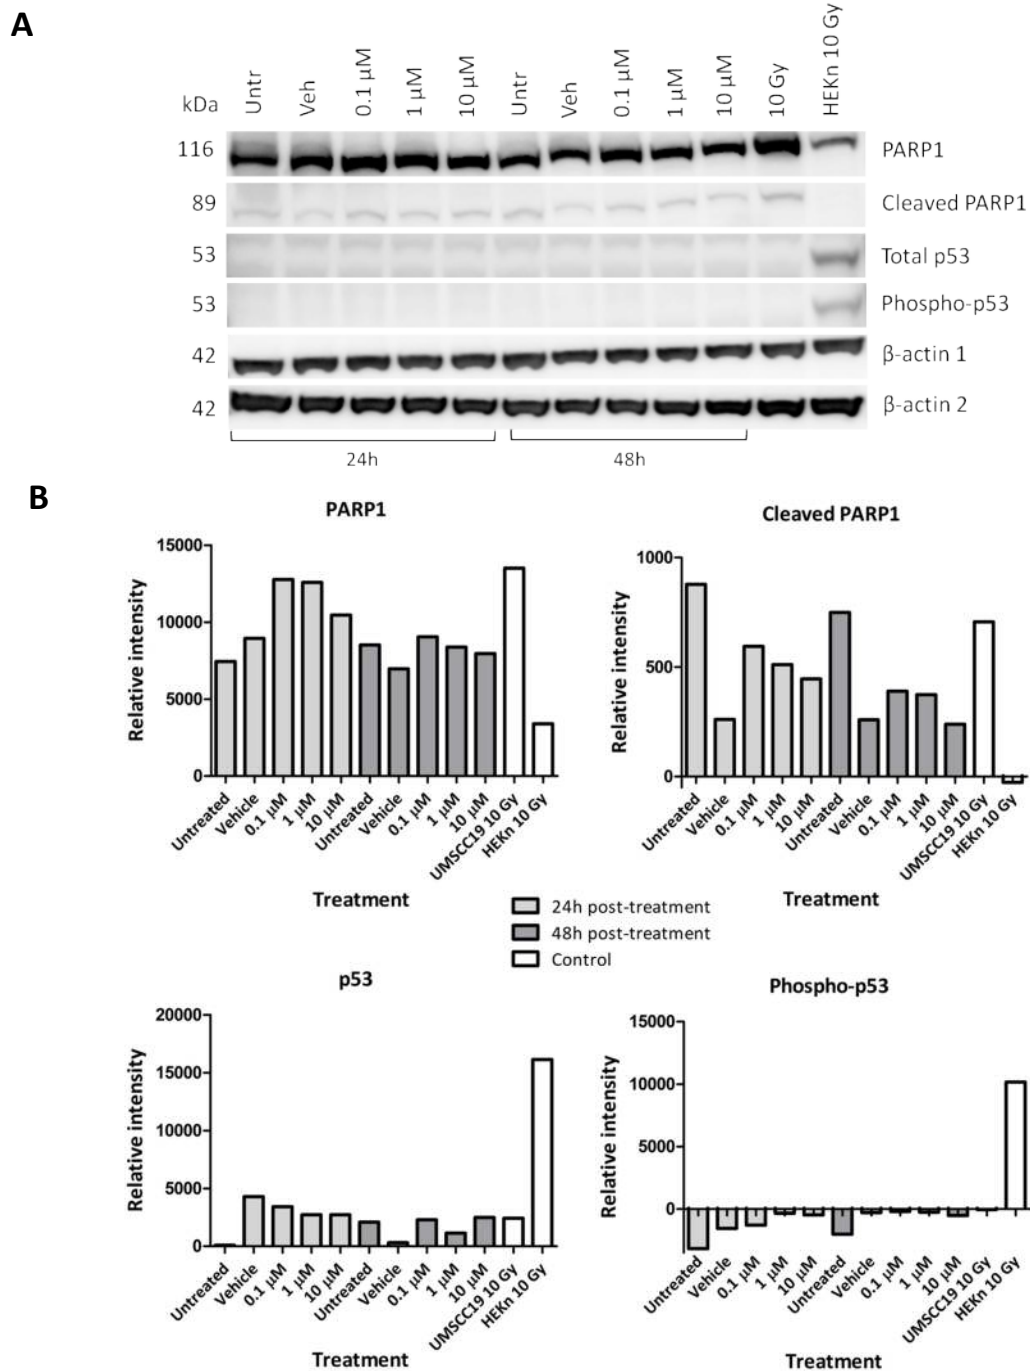 A
kDa
Untr
Veh
0.1 μM
1 μM
10 μM
Untr
Veh
0.1 μM
1 μM
10 μM
10 Gy
HEKn 10 Gy
116 PARP1
89 Cleaved PARP1
53 Total p53
53 Phospho-p53
42 β-actin 1
42 β-actin 2
24h 48h
B
PARP1
Relative intensity
15000
10000
5000
0
Untreated
Vehicle
0.1 μM
1 μM
10 μM
Untreated
Vehicle
0.1 μM
1 μM
10 μM
UMSCC19 10 Gy
HEKn 10 Gy
Treatment
Cleaved PARP1
Relative intensity
1000
500
0
Untreated
Vehicle
0.1 μM
1 μM
10 μM
Untreated
Vehicle
0.1 μM
1 μM
10 μM
UMSCC19 10 Gy
HEKn 10 Gy
Treatment
24h post-treatment
48h post-treatment
Control
p53
Relative intensity
20000
15000
10000
5000
0
Untreated
Vehicle
0.1 μM
1 μM
10 μM
Untreated
Vehicle
0.1 μM
1 μM
10 μM
UMSCC19 10 Gy
HEKn 10 Gy
Treatment
Phospho-p53
Relative intensity
15000
10000
5000
0
Untreated
Vehicle
0.1 μM
1 μM
10 μM
Untreated
Vehicle
0.1 μM
1 μM
10 μM
UMSCC19 10 Gy
HEKn 10 Gy
Treatment